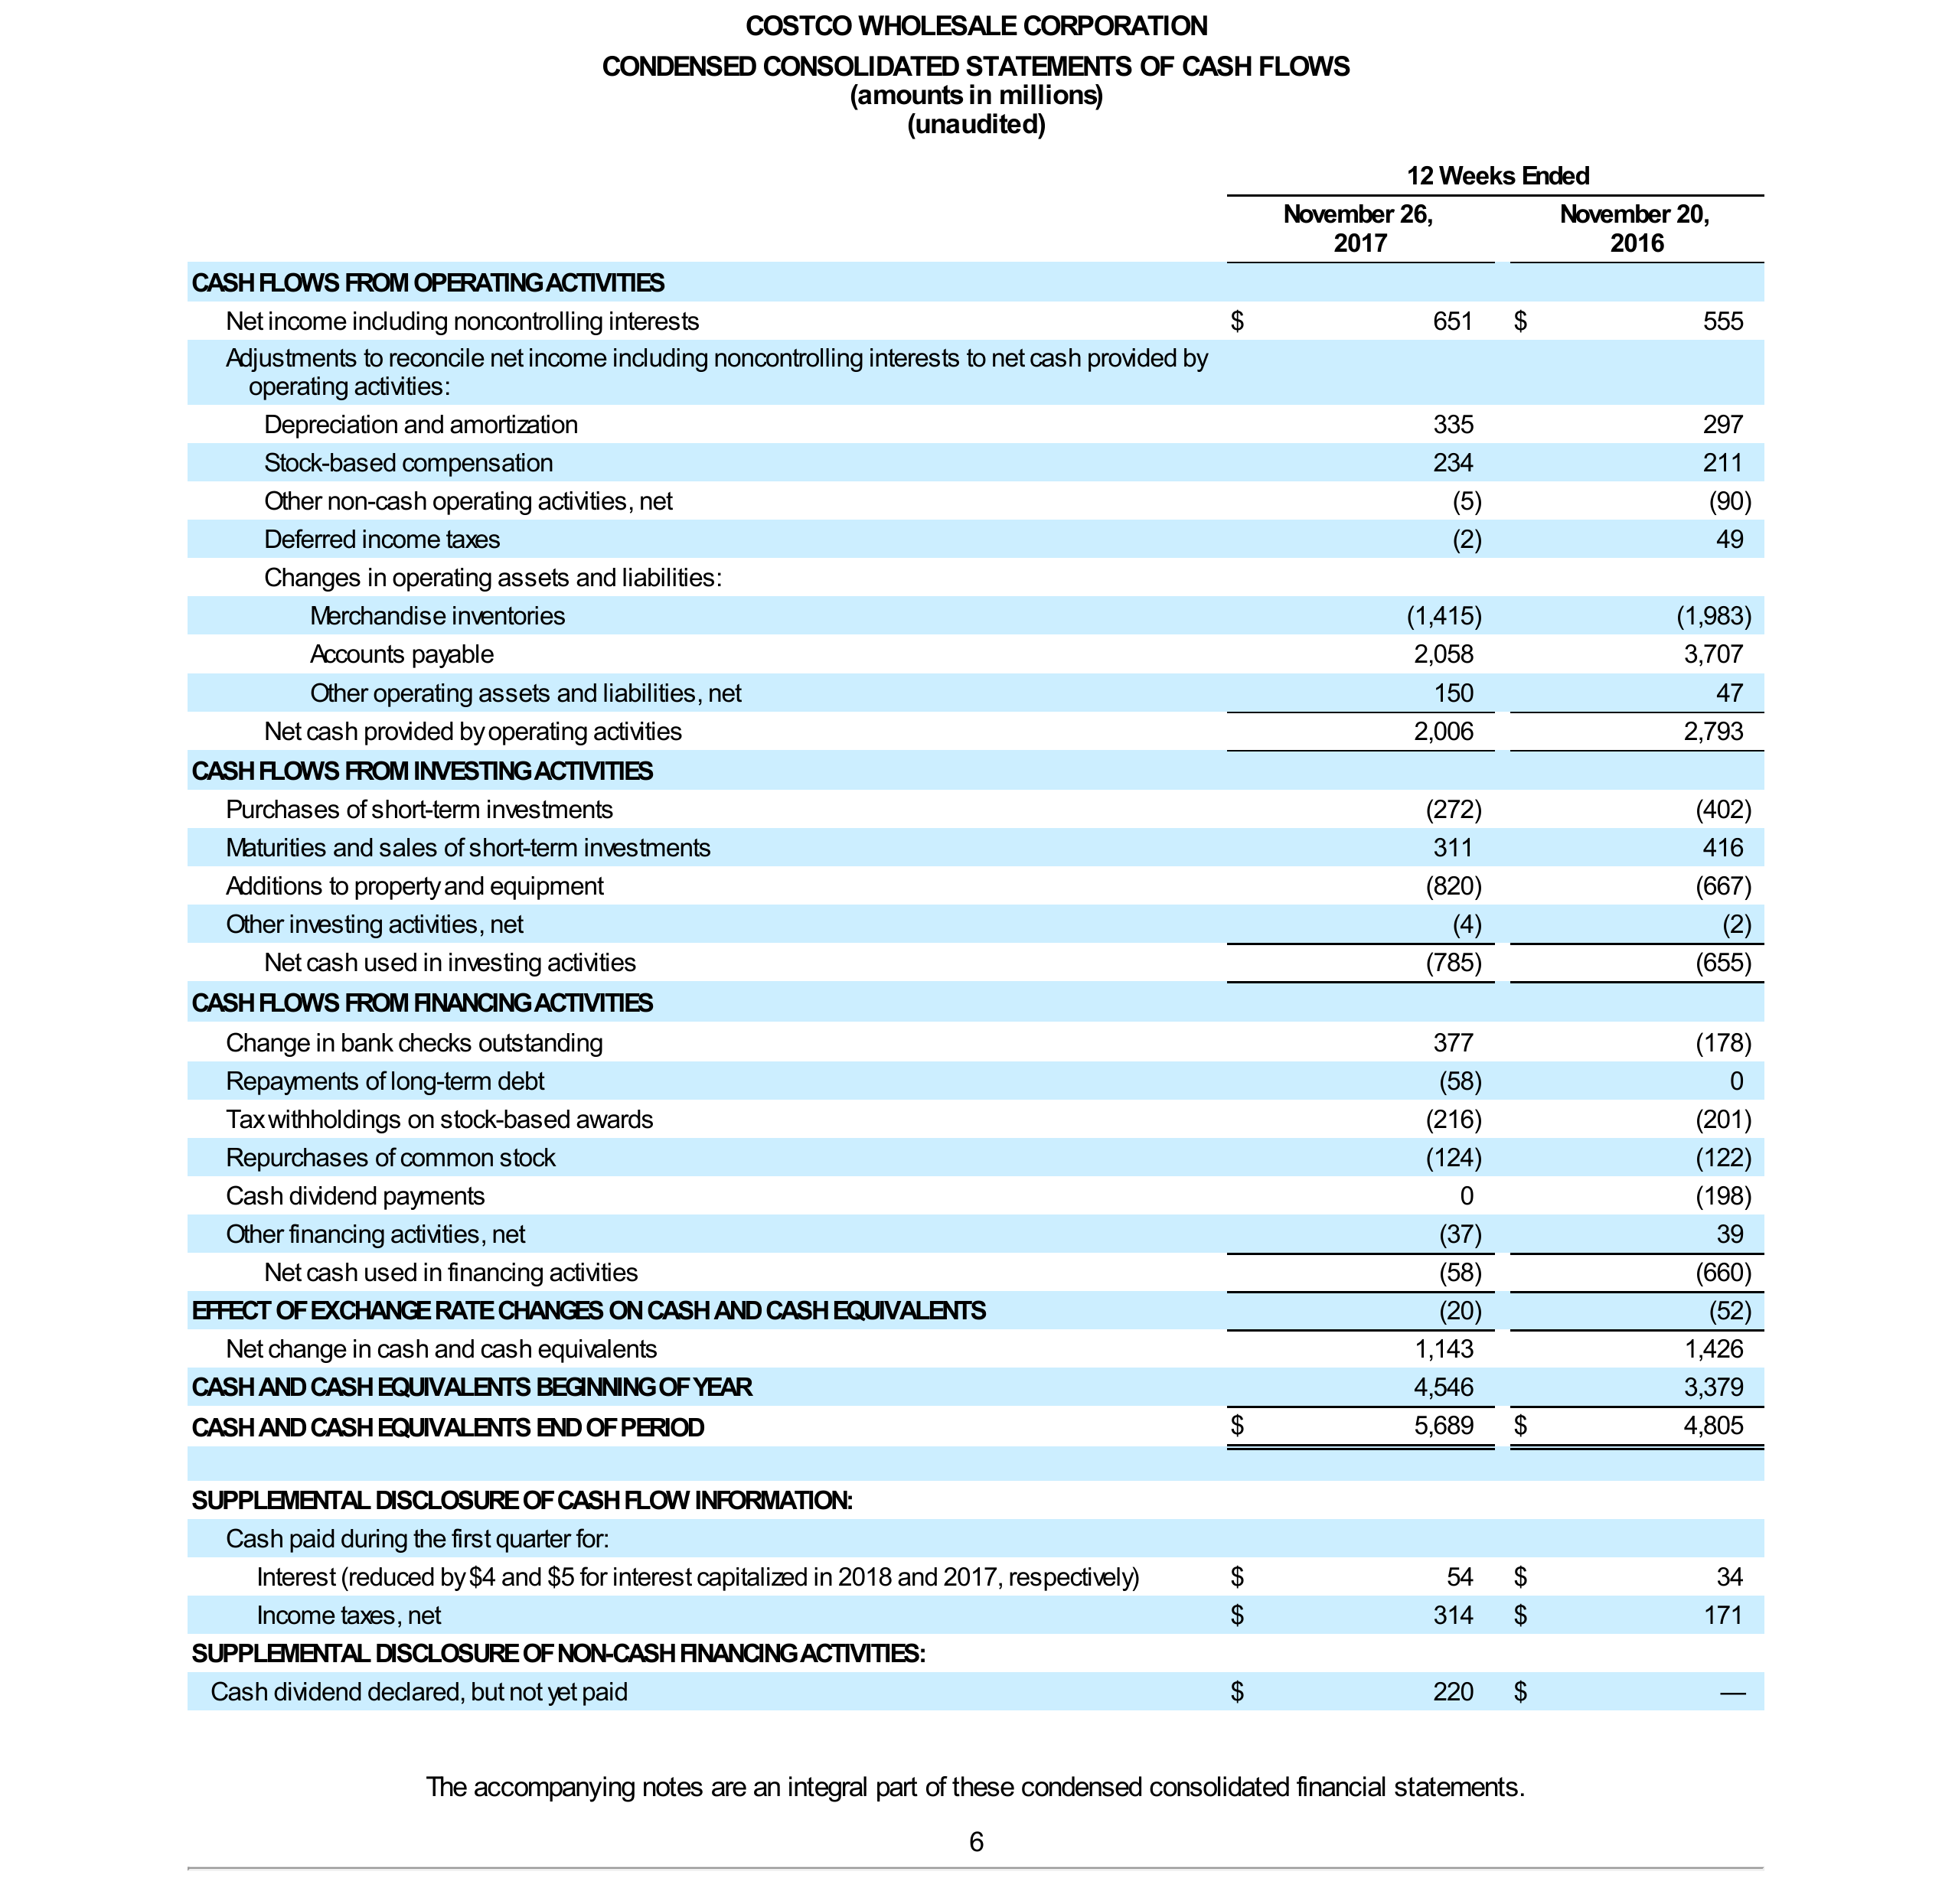 COSTCO WHOLESALE CORPORATION
CONDENSED CONSOLIDATED STATEMENTS OF CASH FLOWS
(amounts in millions)
(unaudited)
12 Weeks Ended
November 26, 2017 November 20, 2016
CASH FLOWS FROM OPERATING ACTIVITIES
Net income including noncontrolling interests $ 651 $ 555
Adjustments to reconcile net income including noncontrolling interests to net cash provided by
operating activities:
Depreciation and amortization 335 297
Stock-based compensation 234 211
Other non-cash operating activities, net (5) (90)
Deferred income taxes (2) 49
Changes in operating assets and liabilities:
Merchandise inventories (1,415) (1,983)
Accounts payable 2,058 3,707
Other operating assets and liabilities, net 150 47
Net cash provided by operating activities 2,006 2,793
CASH FLOWS FROM INVESTING ACTIVITIES
Purchases of short-term investments (272) (402)
Maturities and sales of short-term investments 311 416
Additions to property and equipment (820) (667)
Other investing activities, net (4) (2)
Net cash used in investing activities (785) (655)
CASH FLOWS FROM FINANCING ACTIVITIES
Change in bank checks outstanding 377 (178)
Repayments of long-term debt (58) 0
Tax withholdings on stock-based awards (216) (201)
Repurchases of common stock (124) (122)
Cash dividend payments 0 (198)
Other financing activities, net (37) 39
Net cash used in financing activities (58) (660)
EFFECT OF EXCHANGE RATE CHANGES ON CASH AND CASH EQUIVALENTS (20) (52)
Net change in cash and cash equivalents 1,143 1,426
CASH AND CASH EQUIVALENTS BEGINNING OF YEAR 4,546 3,379
CASH AND CASH EQUIVALENTS END OF PERIOD $ 5,689 $ 4,805
SUPPLEMENTAL DISCLOSURE OF CASH FLOW INFORMATION:
Cash paid during the first quarter for:
Interest (reduced by $4 and $5 for interest capitalized in 2018 and 2017, respectively) $ 54 $ 34
Income taxes, net $ 314 $ 171
SUPPLEMENTAL DISCLOSURE OF NON-CASH FINANCING ACTIVITIES:
Cash dividend declared, but not yet paid $ 220 $ —
The accompanying notes are an integral part of these condensed consolidated financial statements.
6